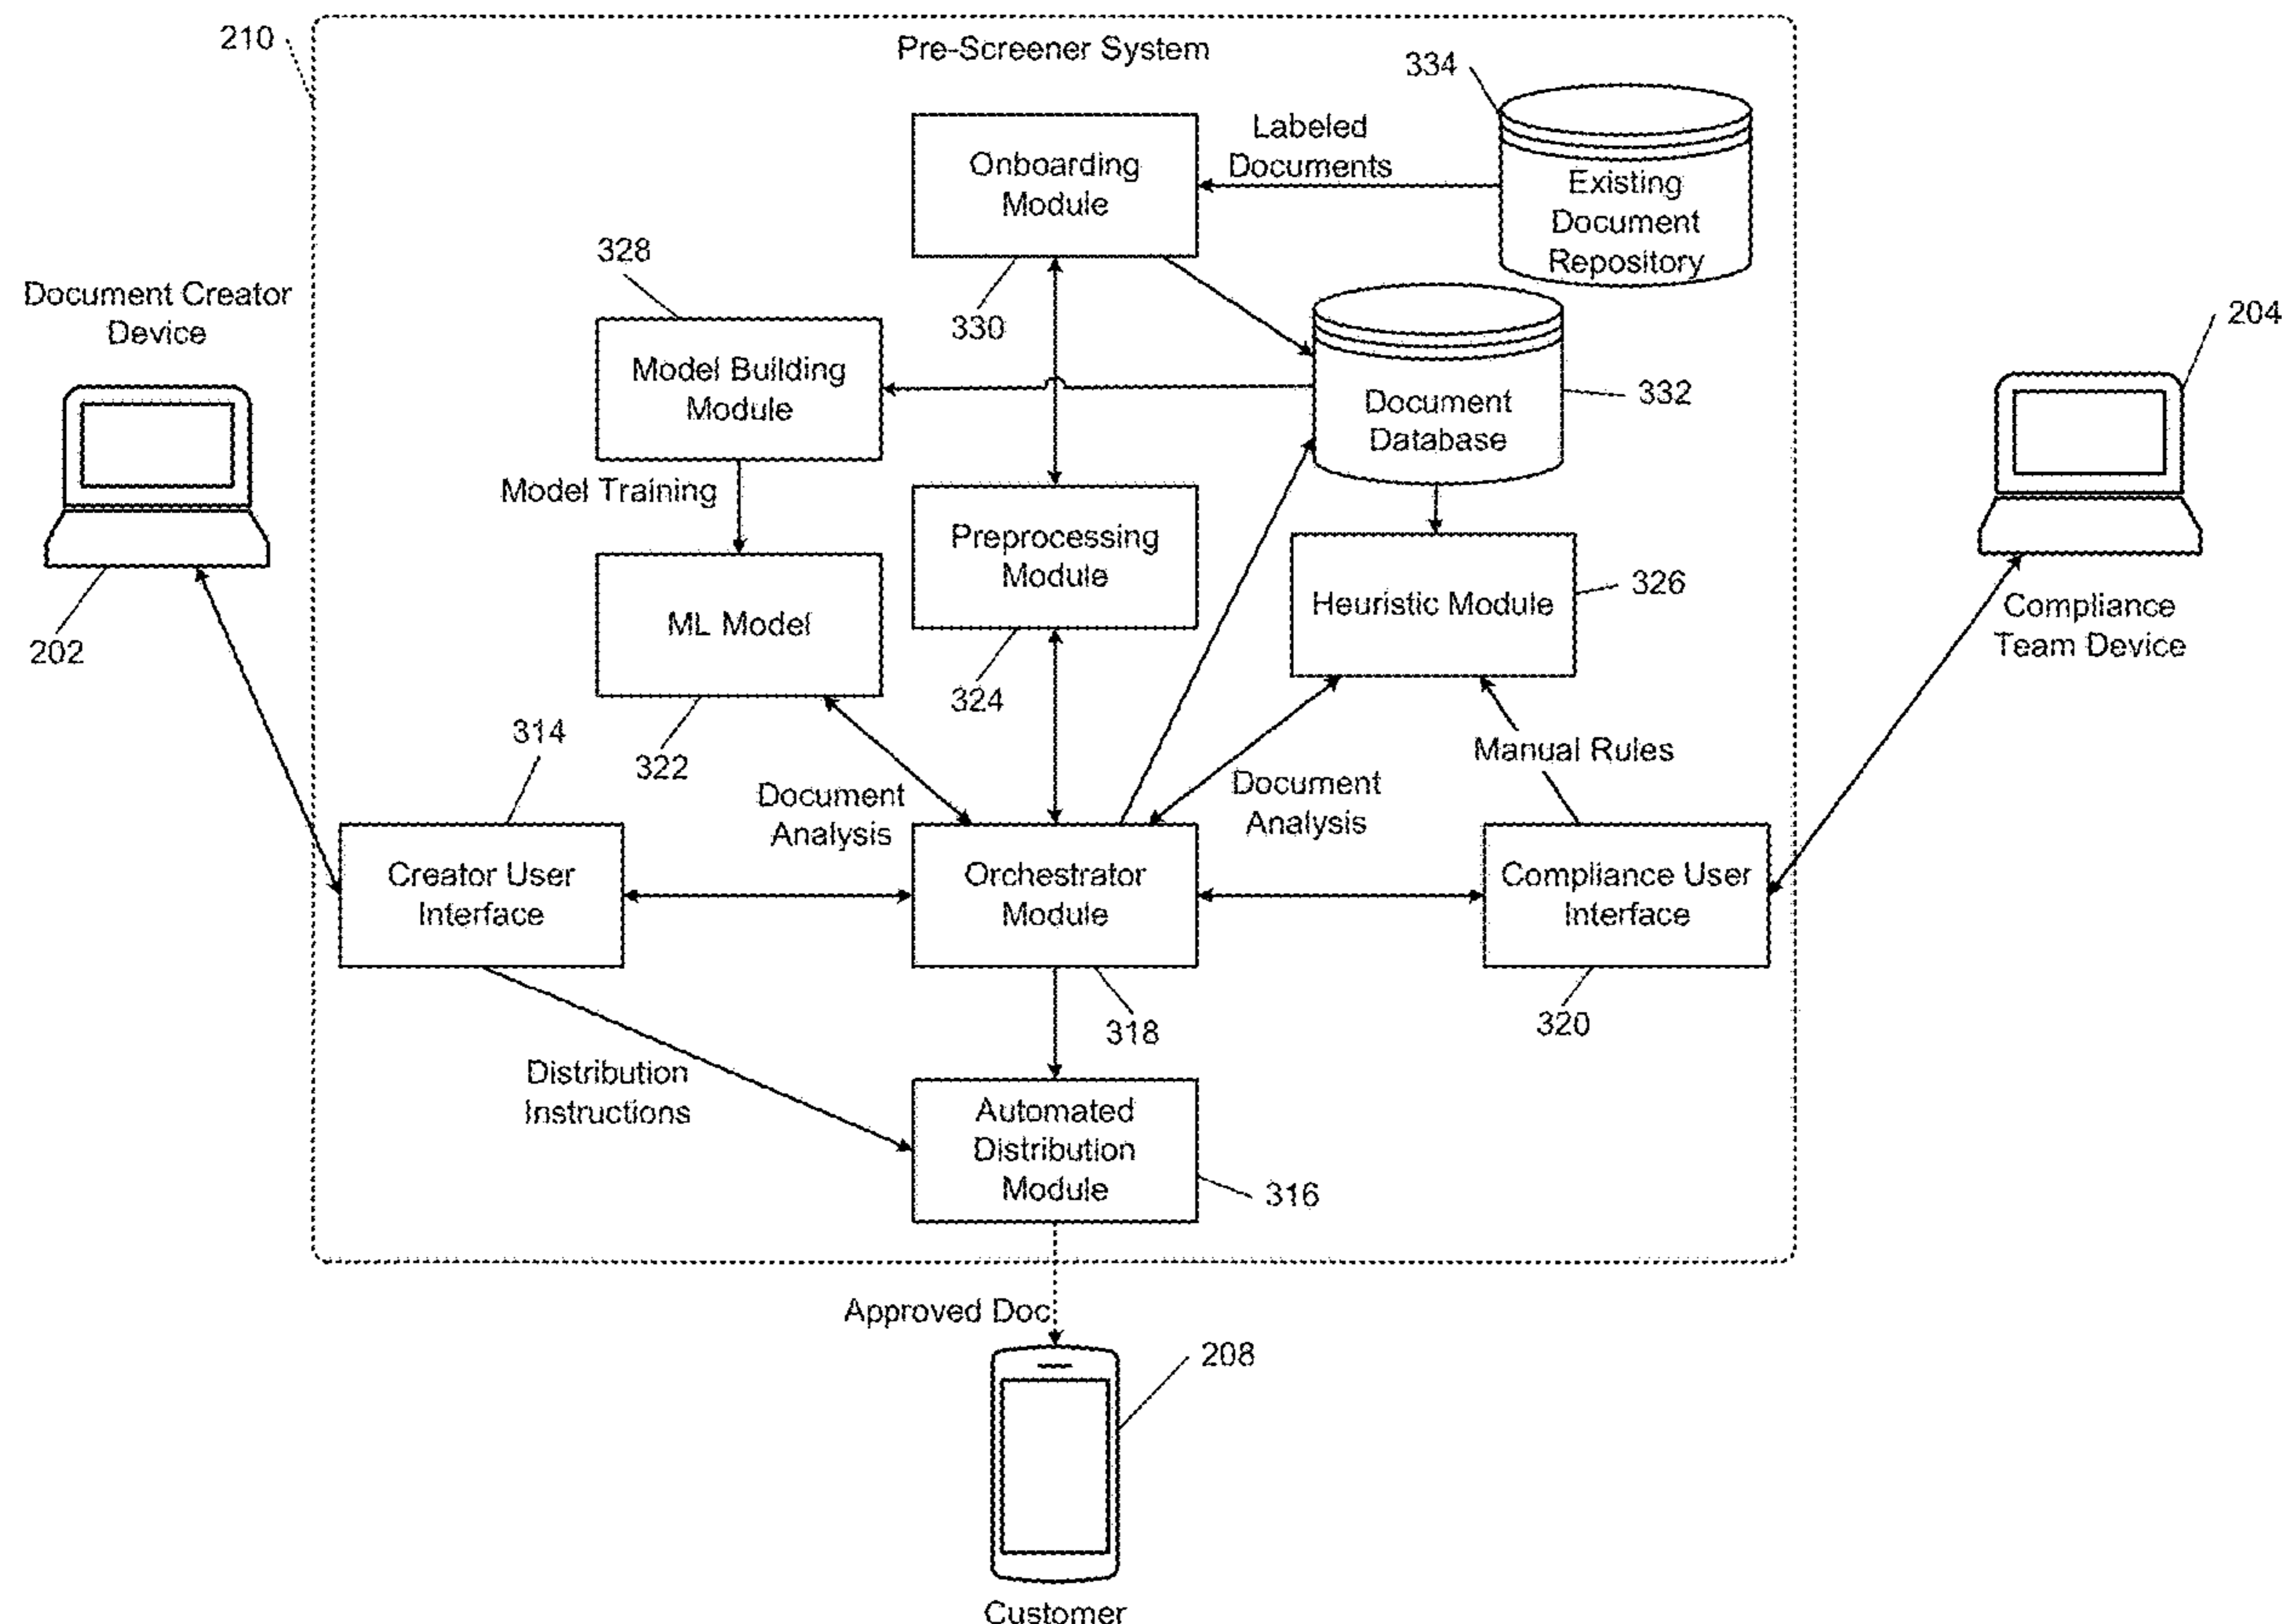 210
Pre-Screener System
334
Onboarding
Module
Labeled
Documents
Existing
Document
Repository
328
330
Document Creator
Device
204
Model Building
Module
332
Document
Database
Model Training
Preprocessing
Module
Heuristic Module
326
ML Model
Compliance
Team Device
202
324
314
322
Manual Rules
Document
Analysis
Document
Analysis
Creator User
Interface
Orchestrator
Module
Compliance User
Interface
318
320
Distribution
Instructions
Automated
Distribution
Module
316
Approved Doc
208
Customer